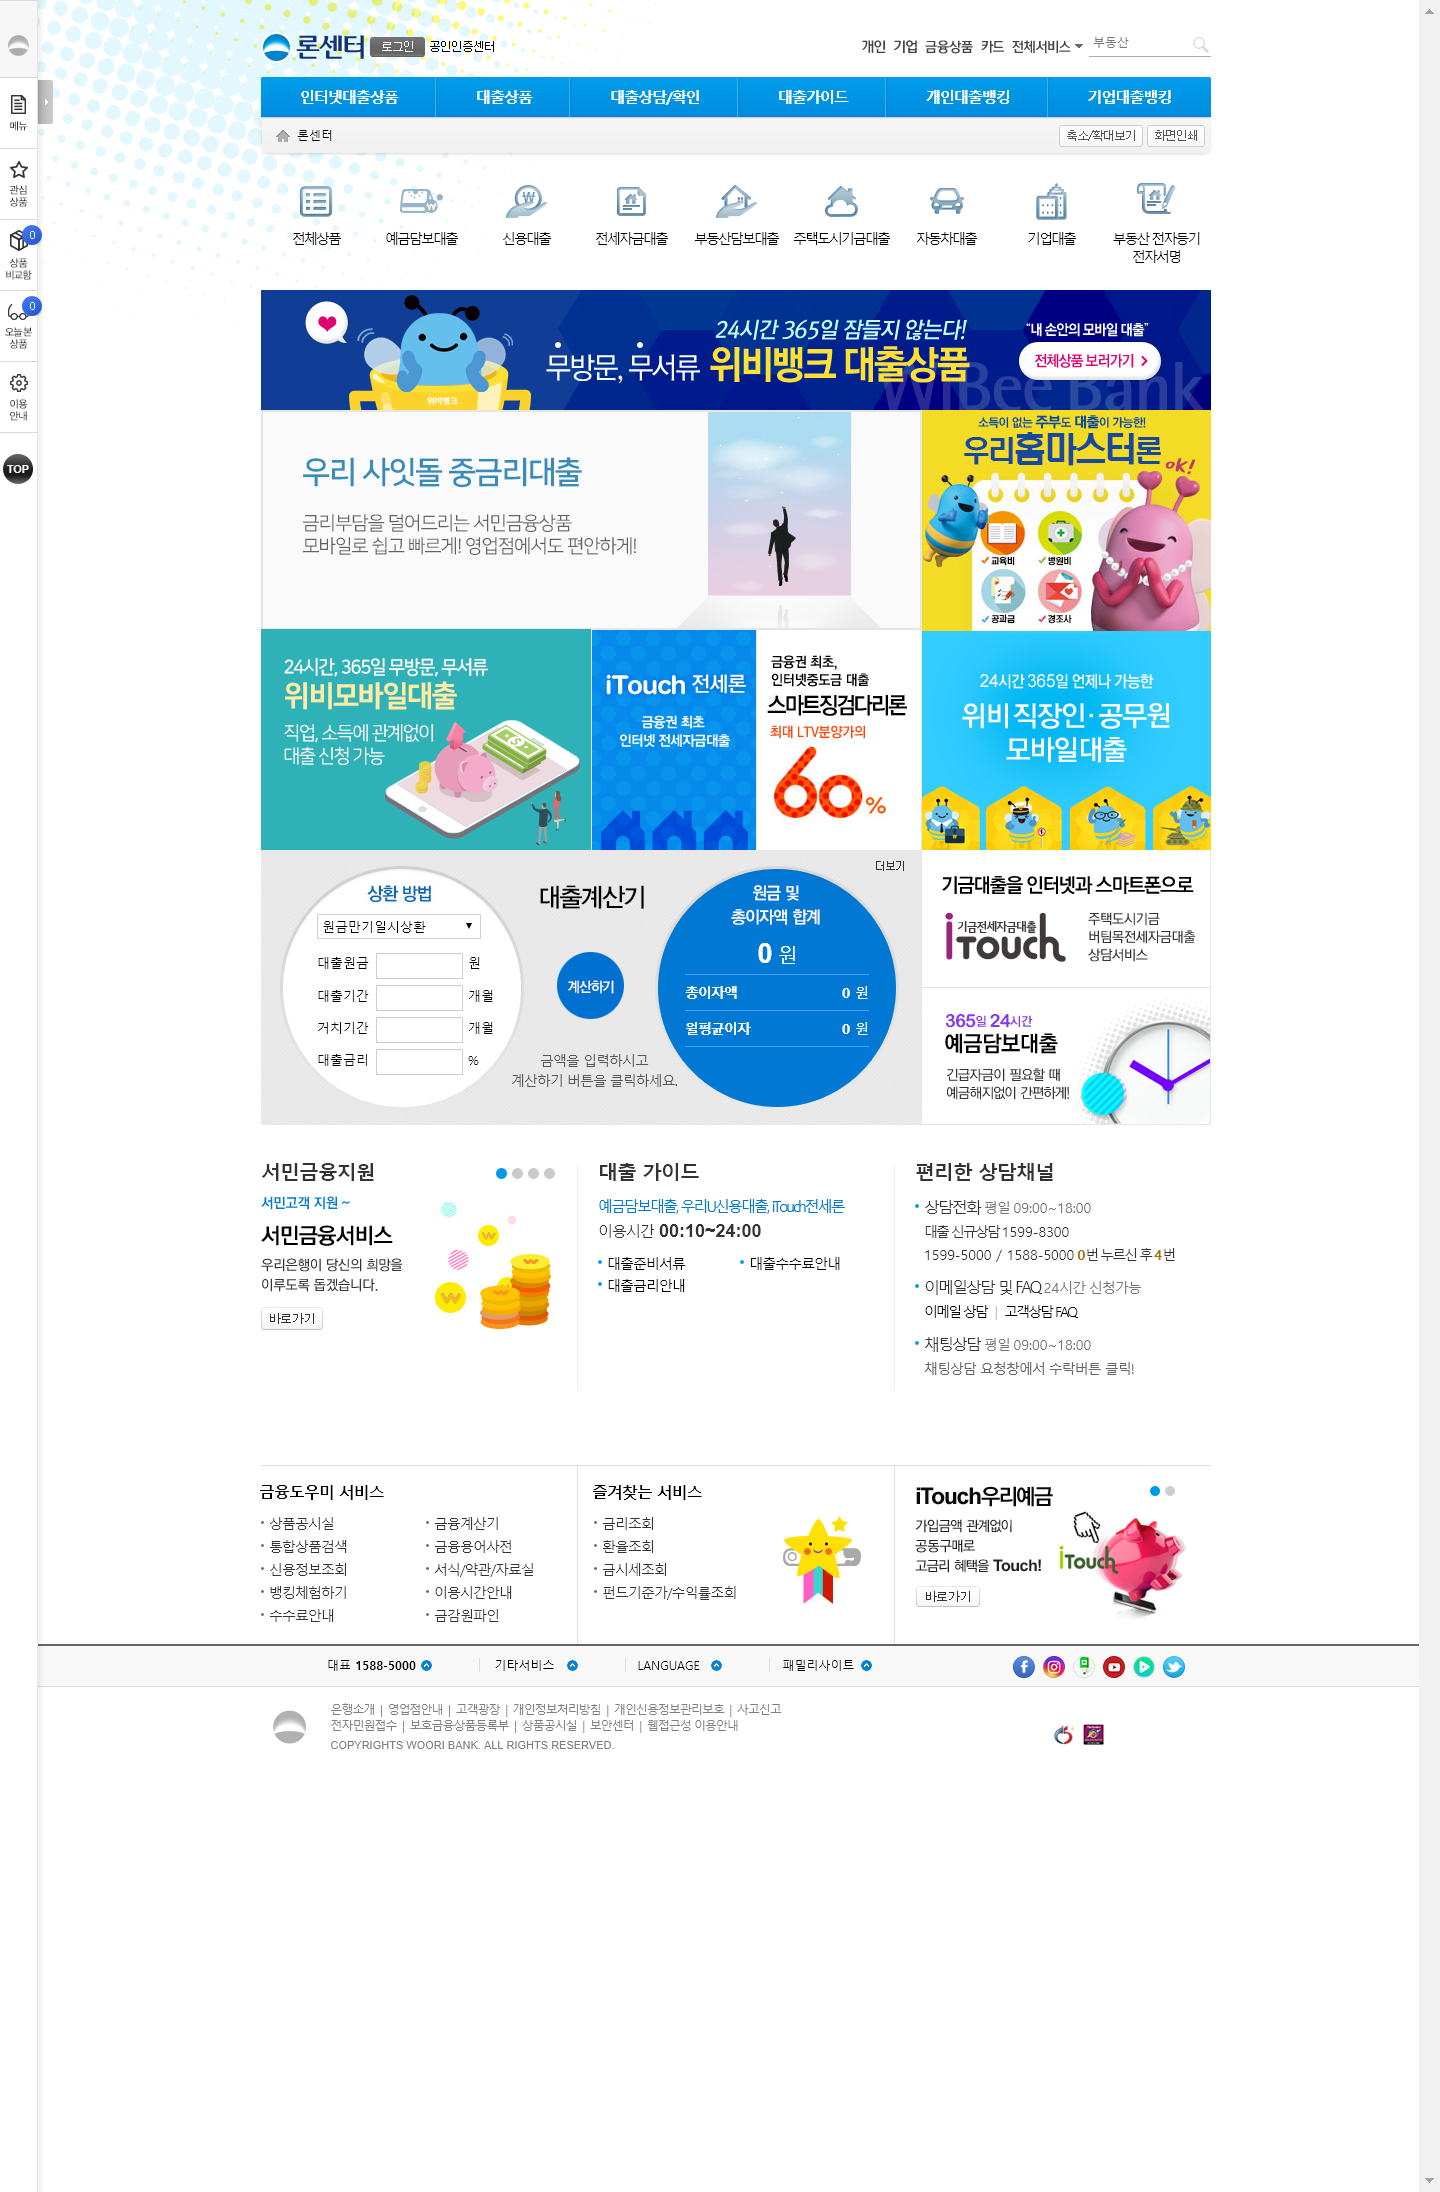 론센터 로그인 공인인증센터
개인 기업 금융상품 카드 전체서비스 부동산
인터넷대출상품 대출상품 대출상담/확인 대출가이드 개인대출뱅킹 기업대출뱅킹
론센터 축소/확대보기 화면인쇄
메뉴
관심
상품
0
상품
비교함
0
오늘본
상품
이용
안내
TOP
전체상품 예금담보대출 신용대출 전세자금대출 부동산담보대출 주택도시기금대출 자동차대출 기업대출 부동산 전자등기
전자서명
24시간 365일 잠들지 않는다!
무방문, 무서류 위비뱅크 대출상품
위비뱅크
WiBee Bank
“내 손안의 모바일 대출”
전체상품 보러가기
우리 사잇돌 중금리대출
금리부담을 덜어드리는 서민금융상품
모바일로 쉽고 빠르게! 영업점에서도 편안하게!
소득이 없는 주부도 대출이 가능한!
우리홈마스터론
ok!
교육비 병원비
공과금 경조사
24시간, 365일 무방문, 무서류
위비모바일대출
직업, 소득에 관계없이
대출 신청 가능
iTouch 전세론
금융권 최초
인터넷 전세자금대출
금융권 최초,
인터넷중도금 대출
스마트징검다리론
최대 LTV분양가의
60%
24시간 365일 언제나 가능한
위비 직장인·공무원
모바일대출
상환 방법
원금만기일시상환
대출원금 원
대출기간 개월
거치기간 개월
대출금리 %
대출계산기
계산하기
금액을 입력하시고
계산하기 버튼을 클릭하세요.
더보기
원금 및
총이자액 합계
0 원
총이자액 0 원
월평균이자 0 원
기금대출을 인터넷과 스마트폰으로
기금전세자금대출
iTouch
주택도시기금
버팀목전세자금대출
상담서비스
365일 24시간
예금담보대출
긴급자금이 필요할 때
예금해지없이 간편하게!
서민금융지원
서민고객 지원 ~
서민금융서비스
우리은행이 당신의 희망을
이루도록 돕겠습니다.
바로가기
대출 가이드
예금담보대출, 우리U신용대출, iTouch전세론
이용시간 00:10~24:00
대출준비서류 대출수수료안내
대출금리안내
편리한 상담채널
상담전화 평일 09:00~18:00
대출 신규상담 1599-8300
1599-5000 / 1588-5000 0번 누르신 후 4번
이메일상담 및 FAQ 24시간 신청가능
이메일 상담 | 고객상담 FAQ
채팅상담 평일 09:00~18:00
채팅상담 요청창에서 수락버튼 클릭!
금융도우미 서비스
상품공시실 금융계산기
통합상품검색 금융용어사전
신용정보조회 서식/약관/자료실
뱅킹체험하기 이용시간안내
수수료안내 금감원파인
즐겨찾는 서비스
금리조회
환율조회
금시세조회
펀드기준가/수익률조회
iTouch우리예금
가입금액 관계없이
공동구매로
고금리 혜택을 Touch!
바로가기
iTouch
대표 1588-5000 기타서비스 LANGUAGE 패밀리사이트
은행소개 | 영업점안내 | 고객광장 | 개인정보처리방침 | 개인신용정보관리보호 | 사고신고
전자민원접수 | 보호금융상품등록부 | 상품공시실 | 보안센터 | 웹접근성 이용안내
COPYRIGHTS WOORI BANK. ALL RIGHTS RESERVED.